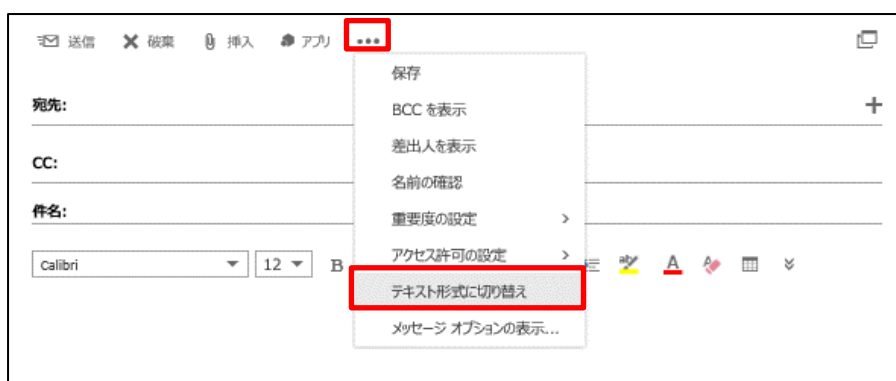 送信 破棄 挿入 アプリ •••
保存
宛先:
BCC を表示
差出人を表示
CC:
名前の確認
件名:
重要度の設定 >
アクセス許可の設定 >
Calibri 12 B aby A
テキスト形式に切り替え
メッセージ オプションの表示...